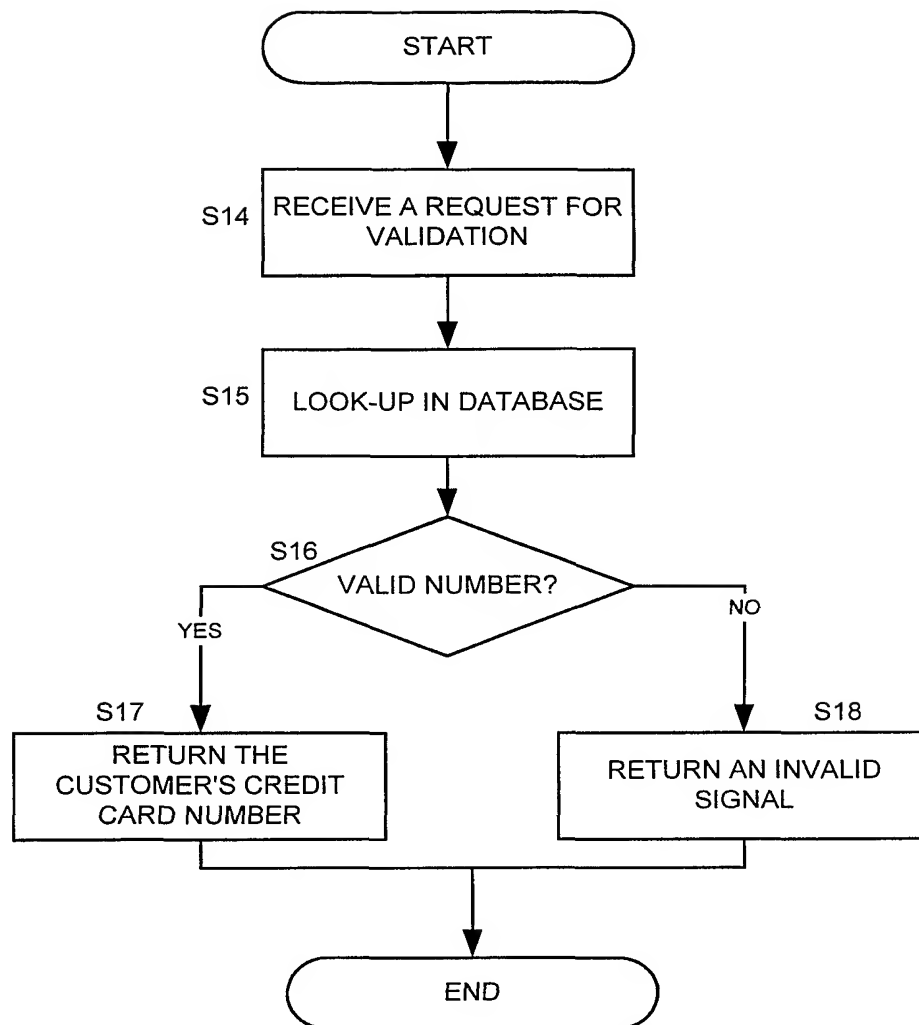 START
S14
RECEIVE A REQUEST FOR
VALIDATION
S15
LOOK-UP IN DATABASE
S16
VALID NUMBER?
YES
NO
S17
RETURN THE
CUSTOMER'S CREDIT
CARD NUMBER
S18
RETURN AN INVALID
SIGNAL
END